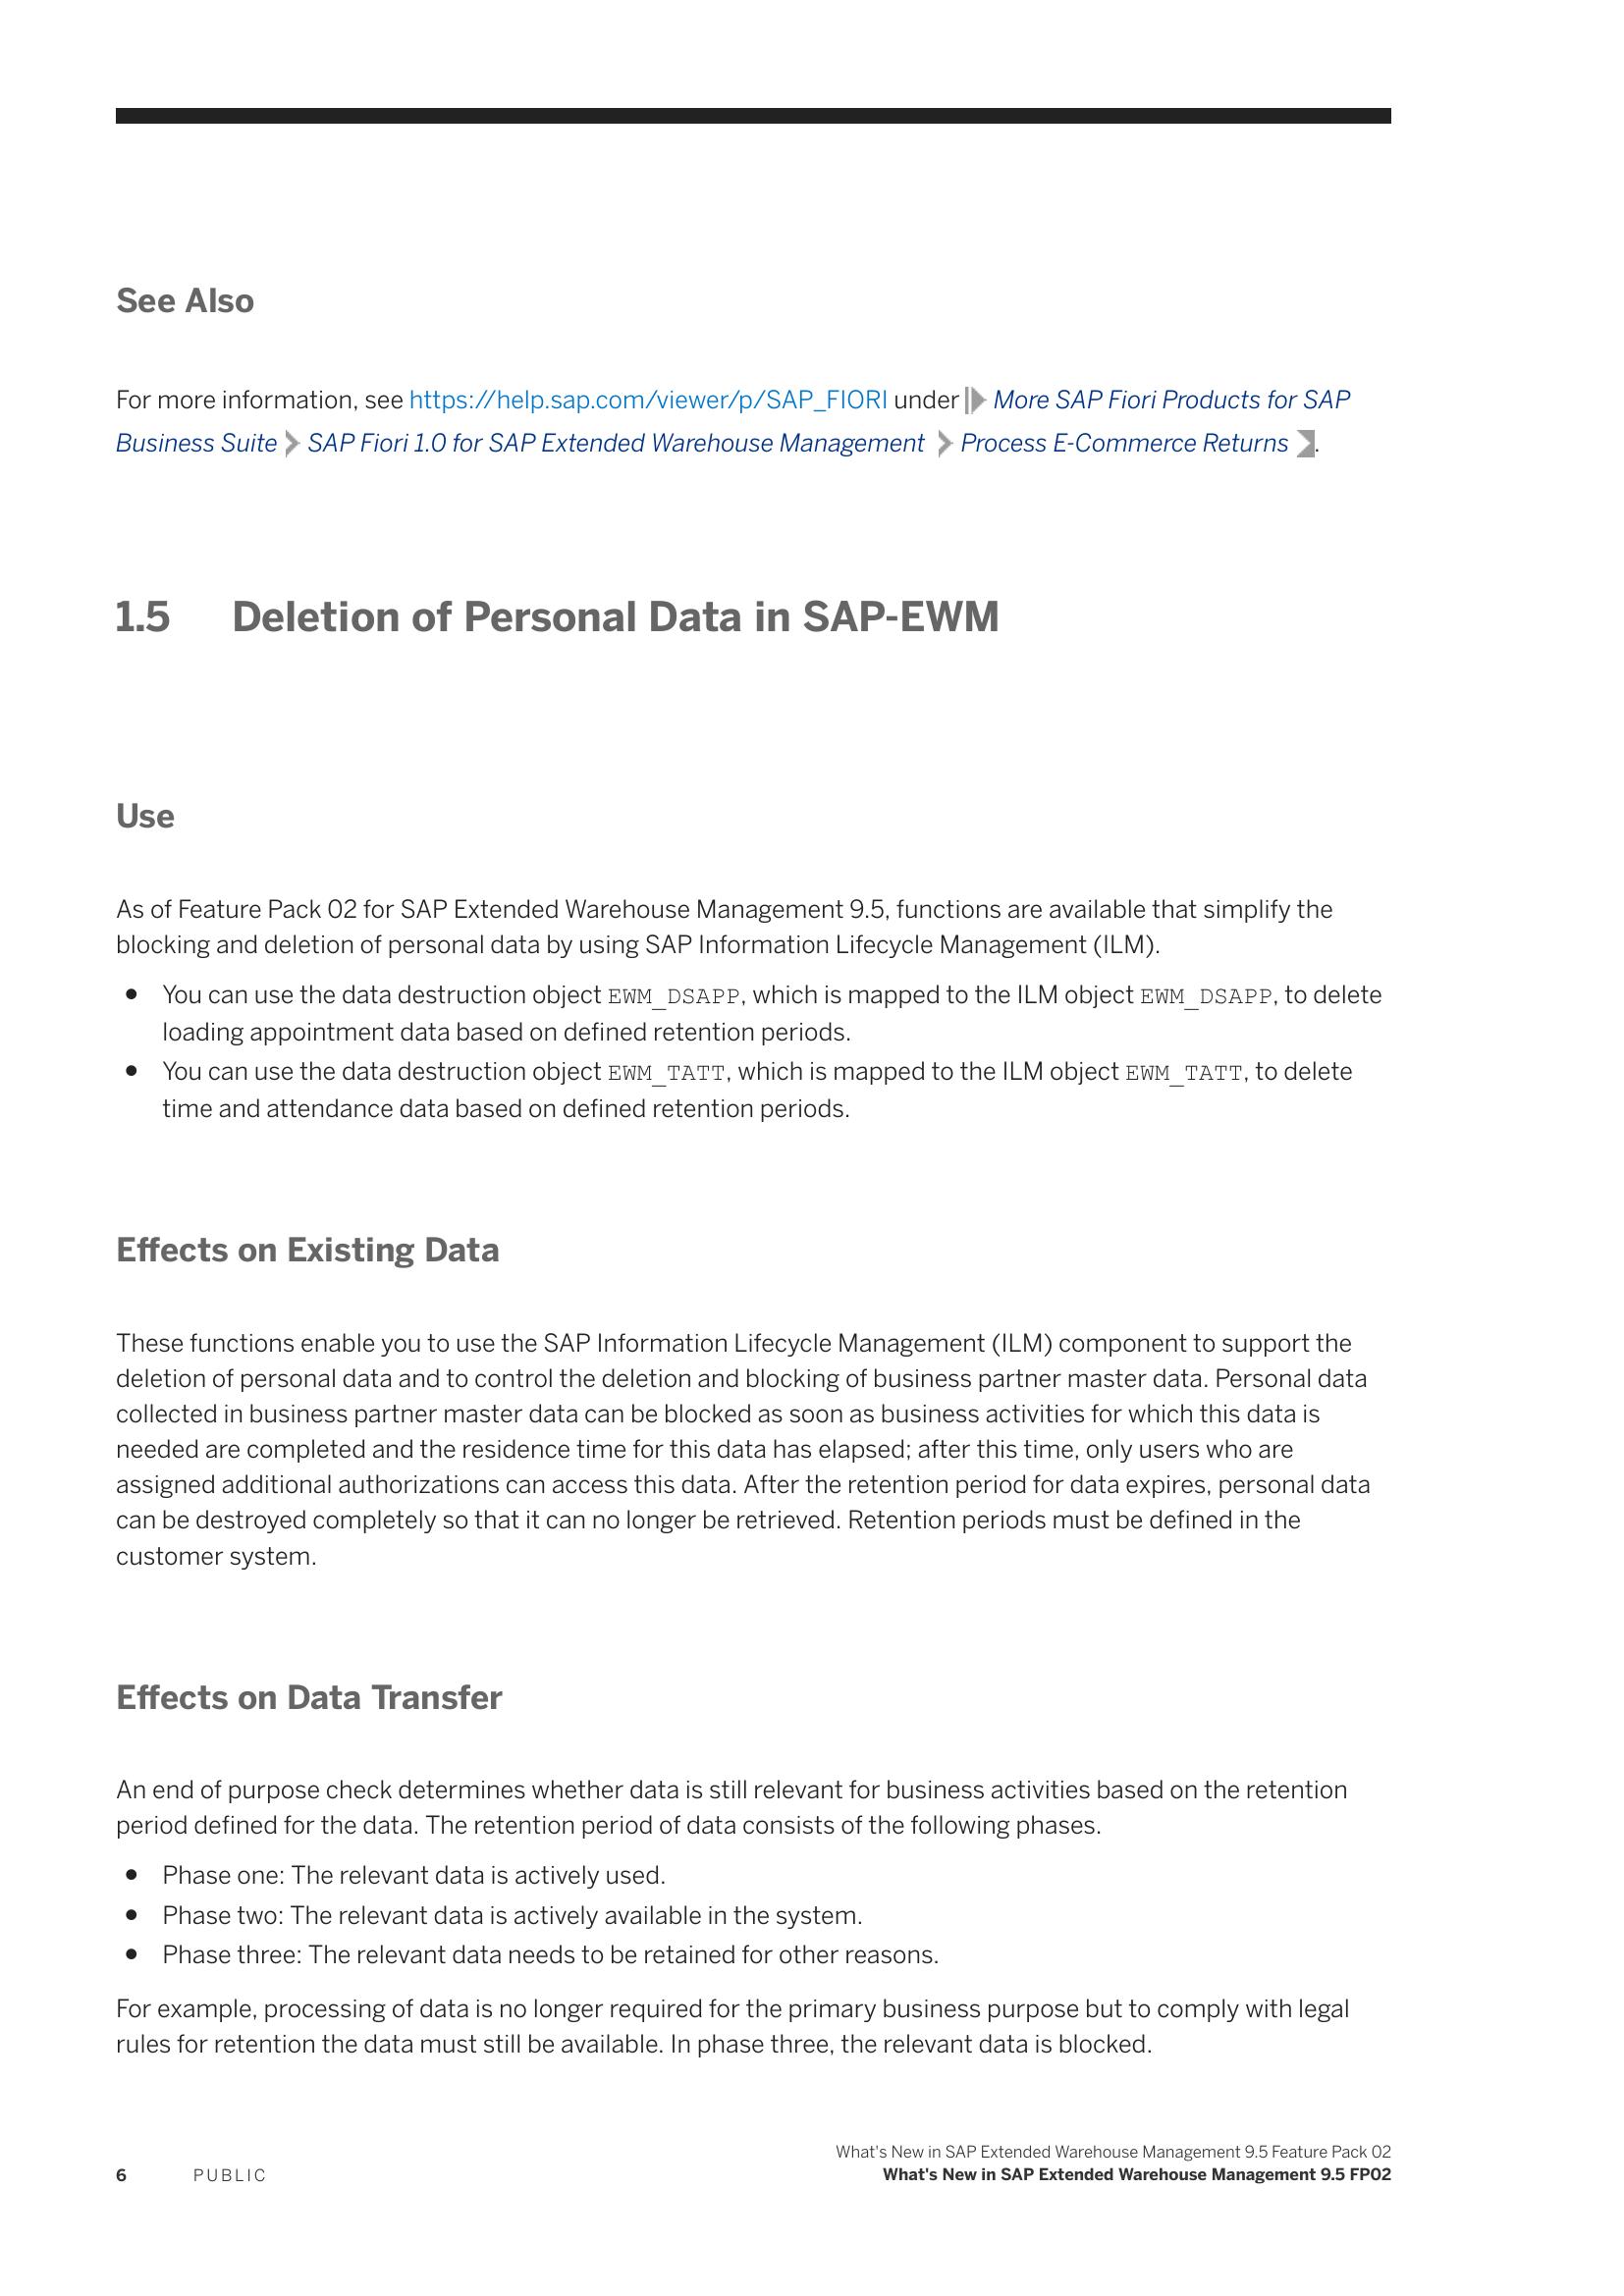 See Also
For more information, see https://help.sap.com/viewer/p/SAP_FIORI under More SAP Fiori Products for SAP
Business Suite SAP Fiori 1.0 for SAP Extended Warehouse Management Process E-Commerce Returns .
1.5 Deletion of Personal Data in SAP-EWM
Use
As of Feature Pack 02 for SAP Extended Warehouse Management 9.5, functions are available that simplify the
blocking and deletion of personal data by using SAP Information Lifecycle Management (ILM).
● You can use the data destruction object EWM_DSAPP, which is mapped to the ILM object EWM_DSAPP, to delete
loading appointment data based on defined retention periods.
● You can use the data destruction object EWM_TATT, which is mapped to the ILM object EWM_TATT, to delete
time and attendance data based on defined retention periods.
Effects on Existing Data
These functions enable you to use the SAP Information Lifecycle Management (ILM) component to support the
deletion of personal data and to control the deletion and blocking of business partner master data. Personal data
collected in business partner master data can be blocked as soon as business activities for which this data is
needed are completed and the residence time for this data has elapsed; after this time, only users who are
assigned additional authorizations can access this data. After the retention period for data expires, personal data
can be destroyed completely so that it can no longer be retrieved. Retention periods must be defined in the
customer system.
Effects on Data Transfer
An end of purpose check determines whether data is still relevant for business activities based on the retention
period defined for the data. The retention period of data consists of the following phases.
● Phase one: The relevant data is actively used.
● Phase two: The relevant data is actively available in the system.
● Phase three: The relevant data needs to be retained for other reasons.
For example, processing of data is no longer required for the primary business purpose but to comply with legal
rules for retention the data must still be available. In phase three, the relevant data is blocked.
What's New in SAP Extended Warehouse Management 9.5 Feature Pack 02
6 PUBLIC What's New in SAP Extended Warehouse Management 9.5 FP02